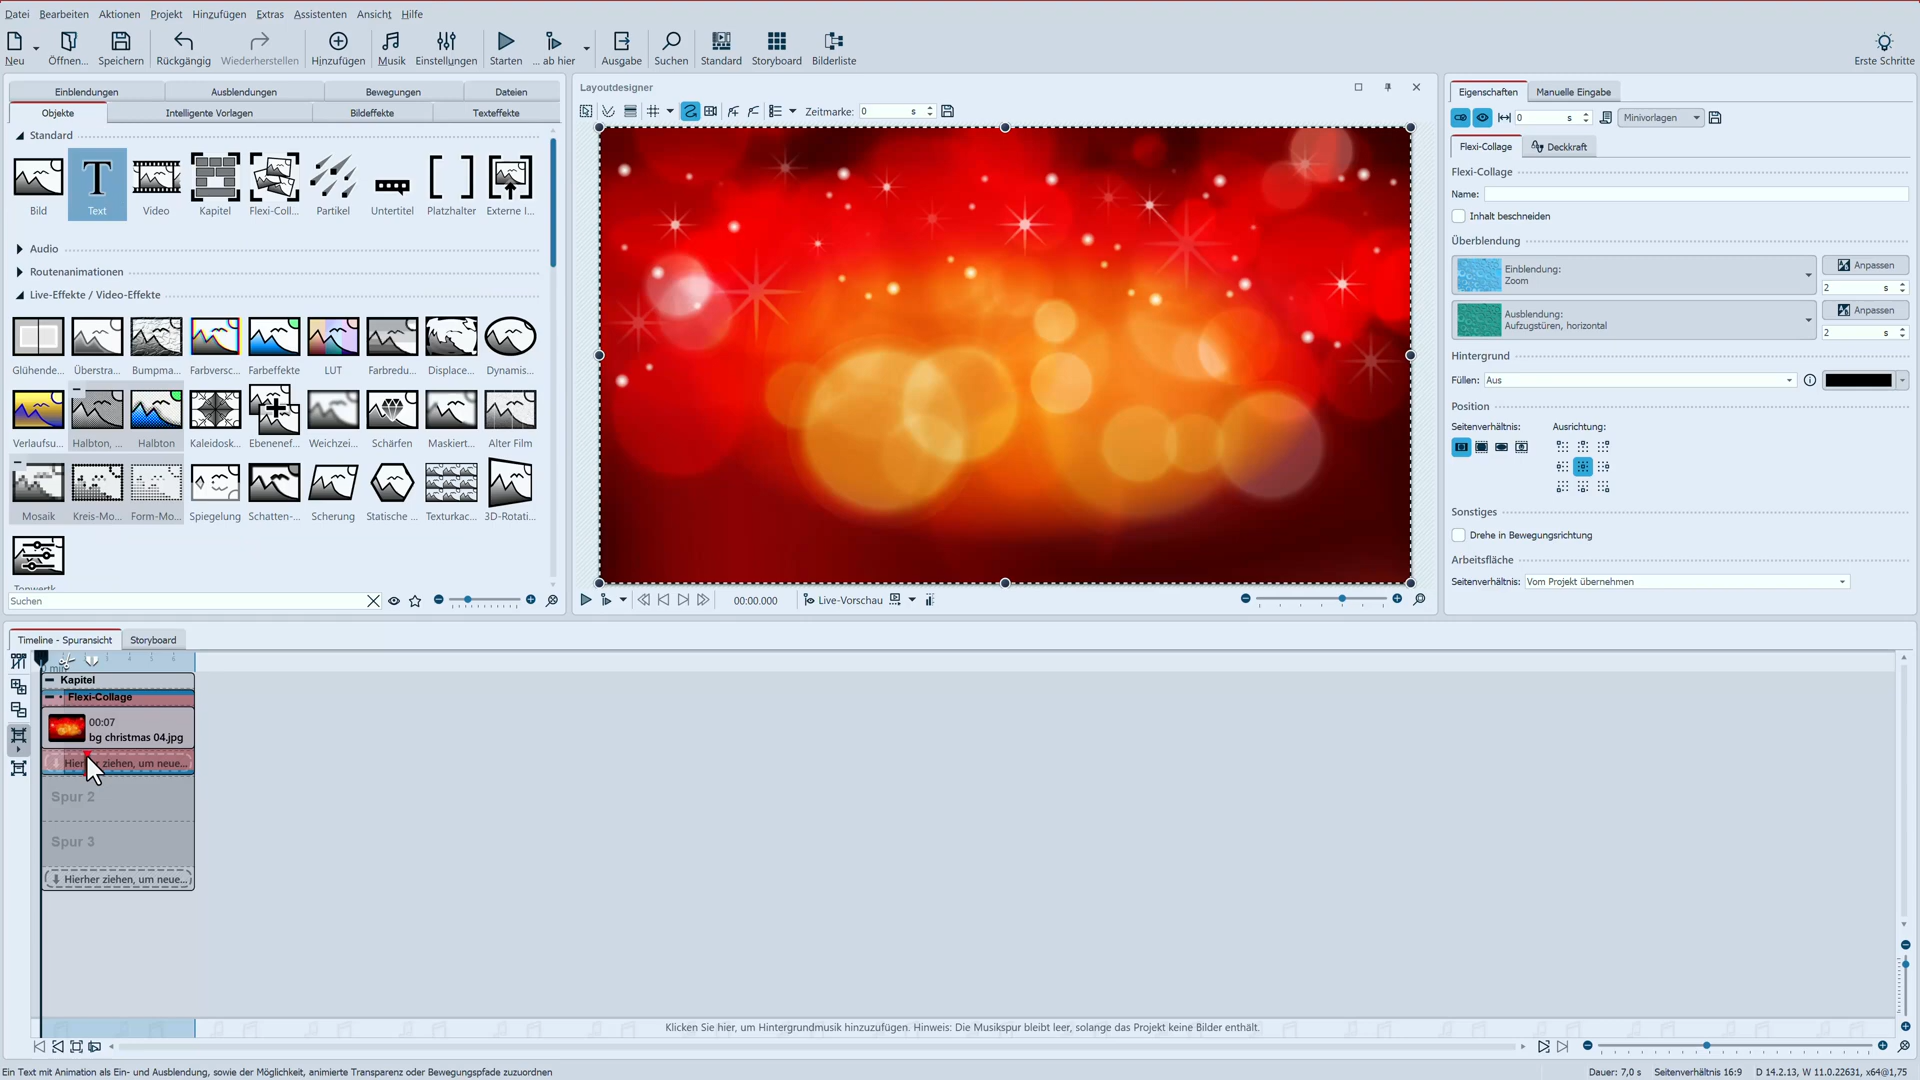 Datei Bearbeiten Aktionen Projekt Hinzufügen Extras Assistenten Ansicht Hilfe
Neu Öffnen... Speichern Rückgängig Wiederherstellen Hinzufügen Musik Einstellungen Starten ... ab hier Ausgabe Suchen Standard Storyboard Bilderliste Erste Schritte
Einblendungen Ausblendungen Bewegungen Dateien
Objekte Intelligente Vorlagen Bildeffekte Texteffekte
Standard
T
Bild Text Video Kapitel Flexi-Coll... Partikel Untertitel Platzhalter Externe I...
Audio
Routenanimationen
Live-Effekte / Video-Effekte
Glühende... Überstra... Bumpma... Farbversc... Farbeffekte LUT Farbredu... Displace... Dynamis...
Verlaufsu... Halbton, ... Halbton Kaleidosk... Ebenenef... Weichzei... Schärfen Maskiert... Alter Film
Mosaik Kreis-Mo... Form-Mo... Spiegelung Schatten-... Scherung Statische ... Texturkac... 3D-Rotati...
Tonwertk...
Suchen
Layoutdesigner
Zeitmarke: 0 s
00:00.000 Live-Vorschau
Eigenschaften Manuelle Eingabe
0 s Minivorlagen
Flexi-Collage Deckkraft
Flexi-Collage
Name:
Inhalt beschneiden
Überblendung
Einblendung:
Zoom
Anpassen
2 s
Ausblendung:
Aufzugstüren, horizontal
Anpassen
2 s
Hintergrund
Füllen: Aus
Position
Seitenverhältnis: Ausrichtung:
Sonstiges
Drehe in Bewegungsrichtung
Arbeitsfläche
Seitenverhältnis: Vom Projekt übernehmen
Timeline - Spuransicht Storyboard
0 min
3 4 5 6
Kapitel
Flexi-Collage
00:07
bg christmas 04.jpg
Hierher ziehen, um neue...
Spur 2
Spur 3
Hierher ziehen, um neue...
Klicken Sie hier, um Hintergrundmusik hinzuzufügen. Hinweis: Die Musikspur bleibt leer, solange das Projekt keine Bilder enthält.
Ein Text mit Animation als Ein- und Ausblendung, sowie der Möglichkeit, animierte Transparenz oder Bewegungspfade zuzuordnen
Dauer: 7,0 s Seitenverhältnis 16:9 D 14.2.13, W 11.0.22631, x64@1,75